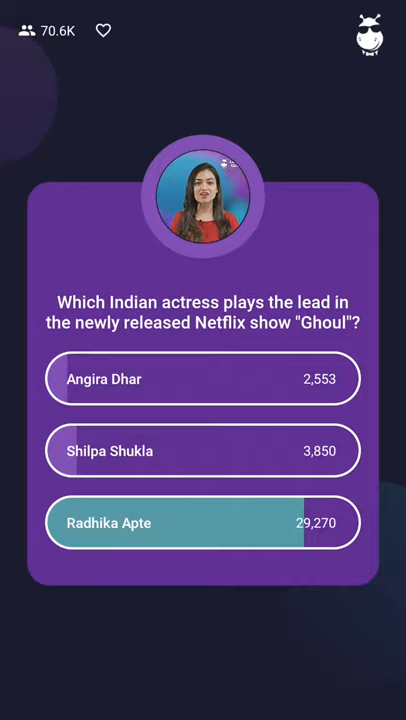 70.6K
Which Indian actress plays the lead in
the newly released Netflix show "Ghoul"?
Angira Dhar 2,553
Shilpa Shukla 3,850
Radhika Apte 29,270